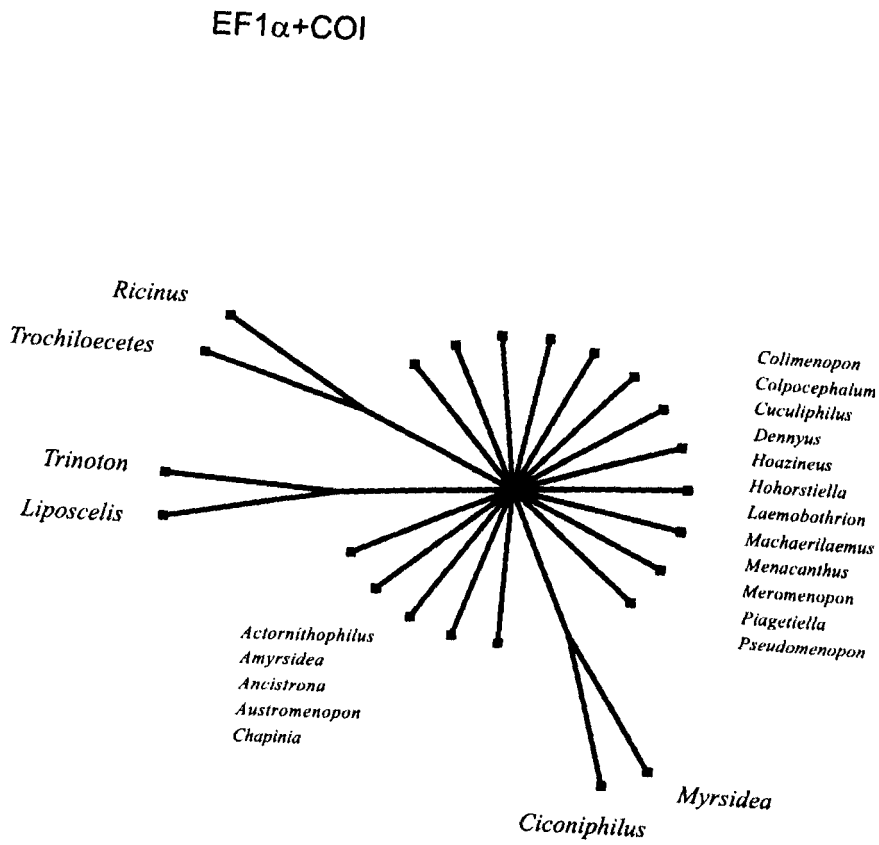 EF1α+COI
Ricinus
Trochiloecetes
Trinoton
Liposcelis
Colimenopon
Colpocephalum
Cuculiphilus
Dennyus
Hoazineus
Hohorstiella
Laemobothrion
Machaerilaemus
Menacanthus
Meromenopon
Piagetiella
Pseudomenopon
Actornithophilus
Amyrsidea
Ancistrona
Austromenopon
Chapinia
Myrsidea
Ciconiphilus